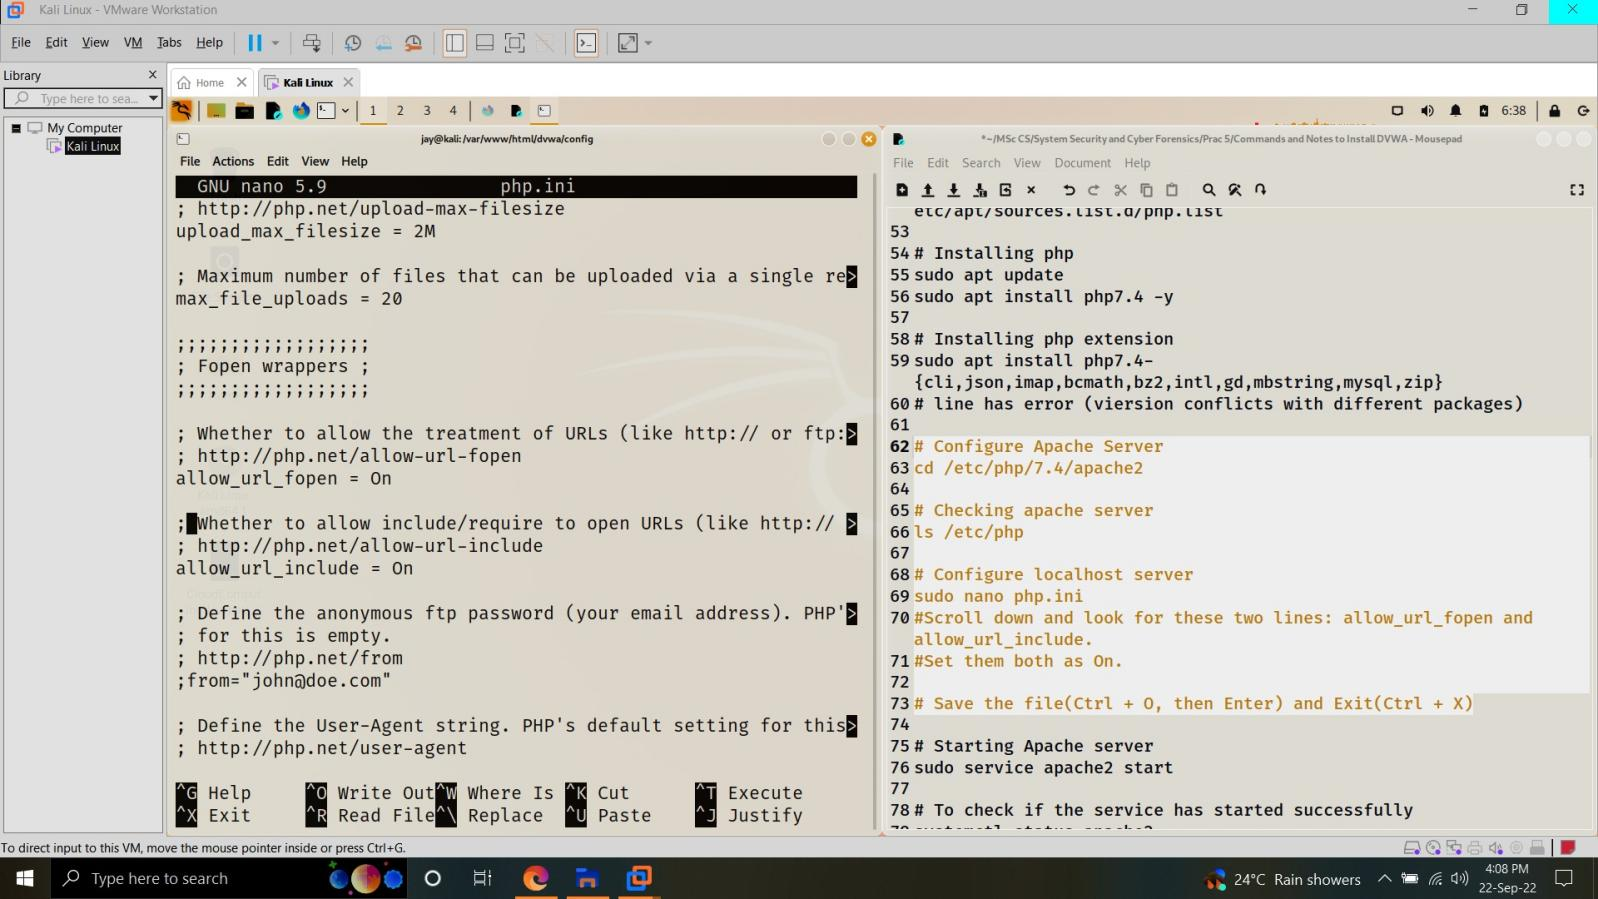 Kali Linux - VMware Workstation
File Edit View VM Tabs Help
Library
Type here to sea...
My Computer
Kali Linux
Home
Kali Linux
1 2 3 4
6:38
jay@kali: /var/www/html/dvwa/config
File Actions Edit View Help
GNU nano 5.9 php.ini
; http://php.net/upload-max-filesize
upload_max_filesize = 2M
; Maximum number of files that can be uploaded via a single re>
max_file_uploads = 20
;;;;;;;;;;;;;;;;;;
; Fopen wrappers ;
;;;;;;;;;;;;;;;;;;
; Whether to allow the treatment of URLs (like http:// or ftp:>
; http://php.net/allow-url-fopen
allow_url_fopen = On
; Whether to allow include/require to open URLs (like http:// >
; http://php.net/allow-url-include
allow_url_include = On
; Define the anonymous ftp password (your email address). PHP'>
; for this is empty.
; http://php.net/from
;from="john@doe.com"
; Define the User-Agent string. PHP's default setting for this>
; http://php.net/user-agent
^G Help ^O Write Out ^W Where Is ^K Cut ^T Execute
^X Exit ^R Read File ^\ Replace ^U Paste ^J Justify
*~/MSc CS/System Security and Cyber Forensics/Prac 5/Commands and Notes to Install DVWA - Mousepad
File Edit Search View Document Help
etc/apt/sources.list.d/php.list
53
54 # Installing php
55 sudo apt update
56 sudo apt install php7.4 -y
57
58 # Installing php extension
59 sudo apt install php7.4-
{cli,json,imap,bcmath,bz2,intl,gd,mbstring,mysql,zip}
60 # line has error (viersion conflicts with different packages)
61
62 # Configure Apache Server
63 cd /etc/php/7.4/apache2
64
65 # Checking apache server
66 ls /etc/php
67
68 # Configure localhost server
69 sudo nano php.ini
70 #Scroll down and look for these two lines: allow_url_fopen and
allow_url_include.
71 #Set them both as On.
72
73 # Save the file(Ctrl + O, then Enter) and Exit(Ctrl + X)
74
75 # Starting Apache server
76 sudo service apache2 start
77
78 # To check if the service has started successfully
79 systemctl status apache2
To direct input to this VM, move the mouse pointer inside or press Ctrl+G.
Type here to search
24°C Rain showers
4:08 PM
22-Sep-22